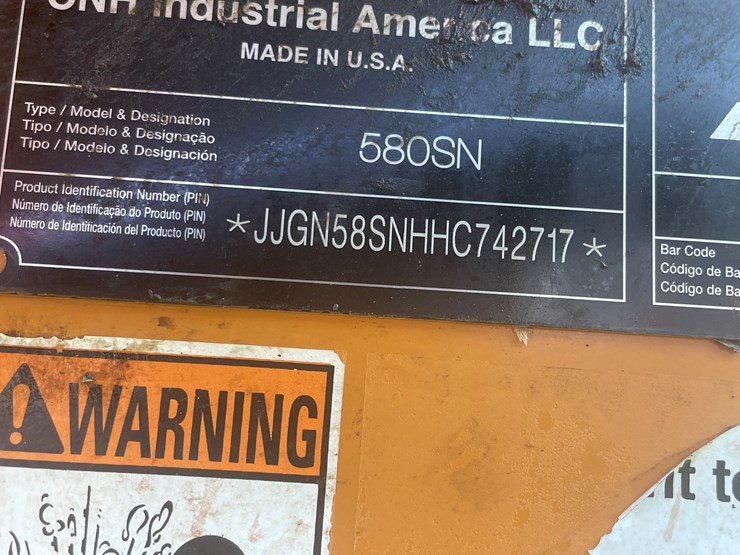 CNH Industrial America LLC
MADE IN U.S.A.
Type / Model & Designation
Tipo / Modelo & Designação
Tipo / Modelo & Designación
580SN
Product Identification Number (PIN)
Número de Identificação do Produto (PIN)
Número de Identificación del Producto (PIN)
*JJGN58SNHHC742717*
Bar Code
Código de Ba
Código de Ba
WARNING
nt to